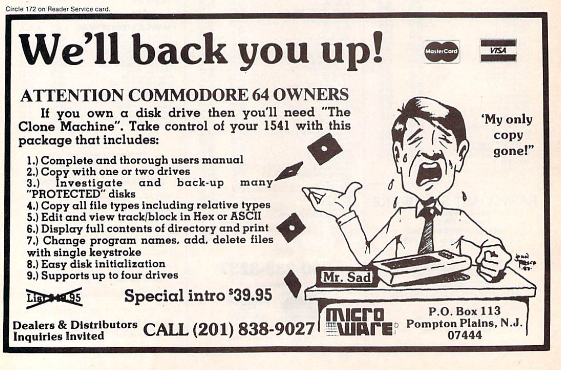 Circle 172 on Reader Service card.
We'll back you up!
MasterCard
VISA
ATTENTION COMMODORE 64 OWNERS
If you own a disk drive then you'll need "The
Clone Machine". Take control of your 1541 with this
package that includes:
1.) Complete and thorough users manual
2.) Copy with one or two drives
3.) Investigate and back-up many
"PROTECTED" disks
4.) Copy all file types including relative types
5.) Edit and view track/block in Hex or ASCII
6.) Display full contents of directory and print
7.) Change program names, add, delete files
with single keystroke
8.) Easy disk initialization
9.) Supports up to four drives
'My only
copy
gone!"
Mr. Sad
List $49.95
Special intro $39.95
Dealers & Distributors
Inquiries Invited
CALL (201) 838-9027
MICRO
WARE
P.O. Box 113
Pompton Plains, N.J.
07444